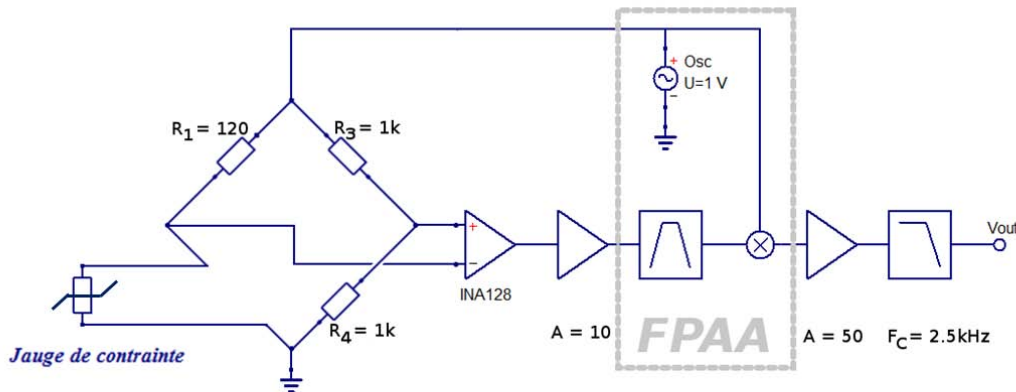 Osc
U=1 V
R1 = 120
R3 = 1k
+
−
INA128
R4 = 1k
Jauge de contrainte
A = 10
FPAA
A = 50
FC = 2.5kHz
Vout